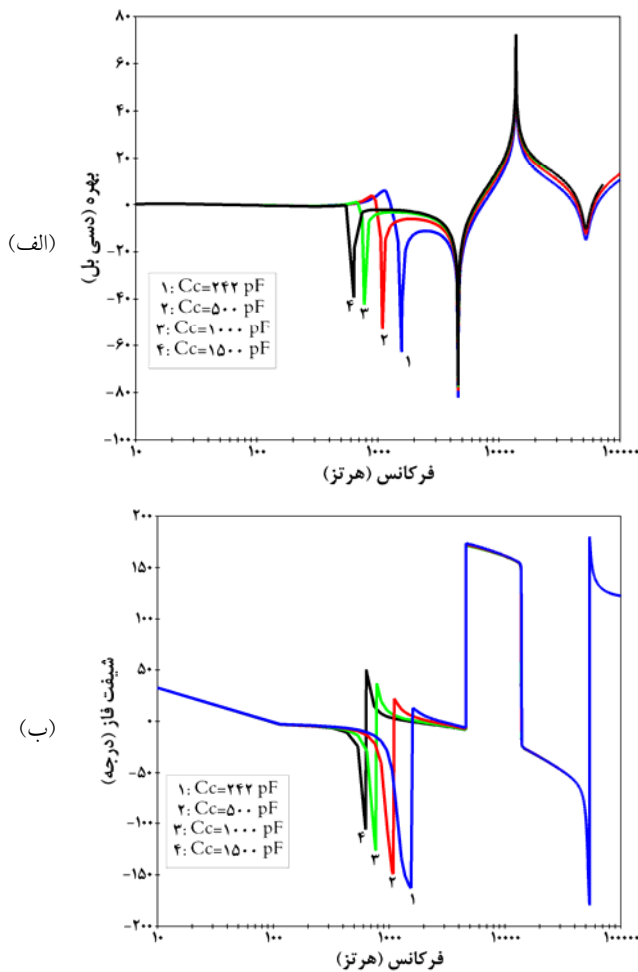 (الف)
بهره (دسی بل)
۸۰
۶۰
۴۰
۲۰
۰
-۲۰
-۴۰
-۶۰
-۸۰
-۱۰۰
۱: Cc=۲۴۲ pF
۲: Cc=۵۰۰ pF
۳: Cc=۱۰۰۰ pF
۴: Cc=۱۵۰۰ pF
۴
۳
۲
۱
۱۰
۱۰۰
۱۰۰۰
۱۰۰۰۰
۱۰۰۰۰۰
فرکانس (هرتز)
(ب)
شیفت فاز (درجه)
۲۰۰
۱۵۰
۱۰۰
۵۰
۰
-۵۰
-۱۰۰
-۱۵۰
-۲۰۰
۱: Cc=۲۴۲ pF
۲: Cc=۵۰۰ pF
۳: Cc=۱۰۰۰ pF
۴: Cc=۱۵۰۰ pF
۴
۳
۲
۱
۱۰
۱۰۰
۱۰۰۰
۱۰۰۰۰
۱۰۰۰۰۰
فرکانس (هرتز)